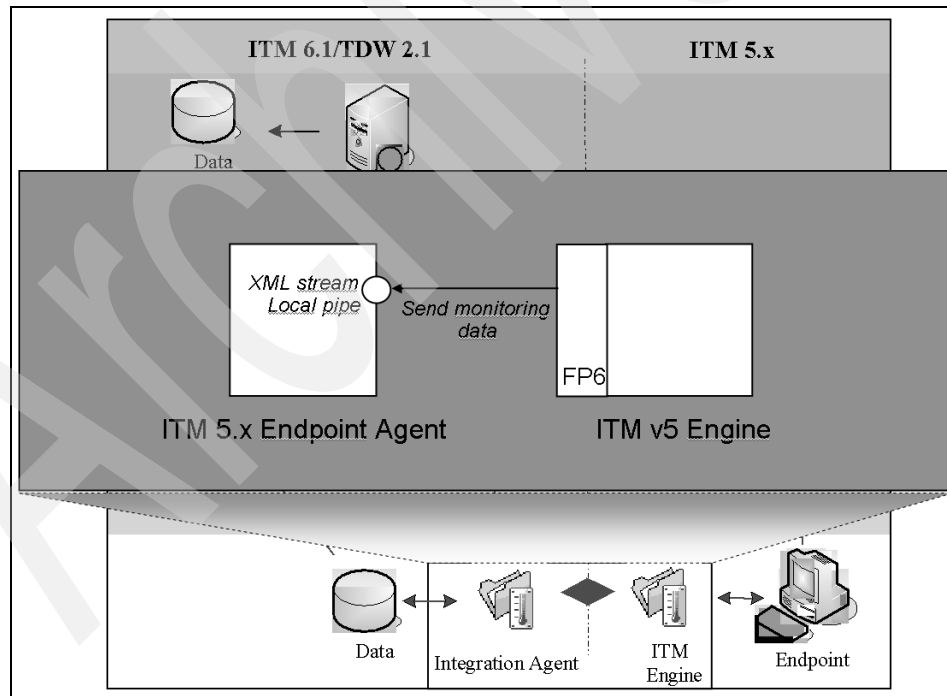 ITM 6.1/TDW 2.1
ITM 5.x
Data
XML stream
Local pipe
Send monitoring
data
FP6
ITM 5.x Endpoint Agent
ITM v5 Engine
Data
Integration Agent
ITM
Engine
Endpoint